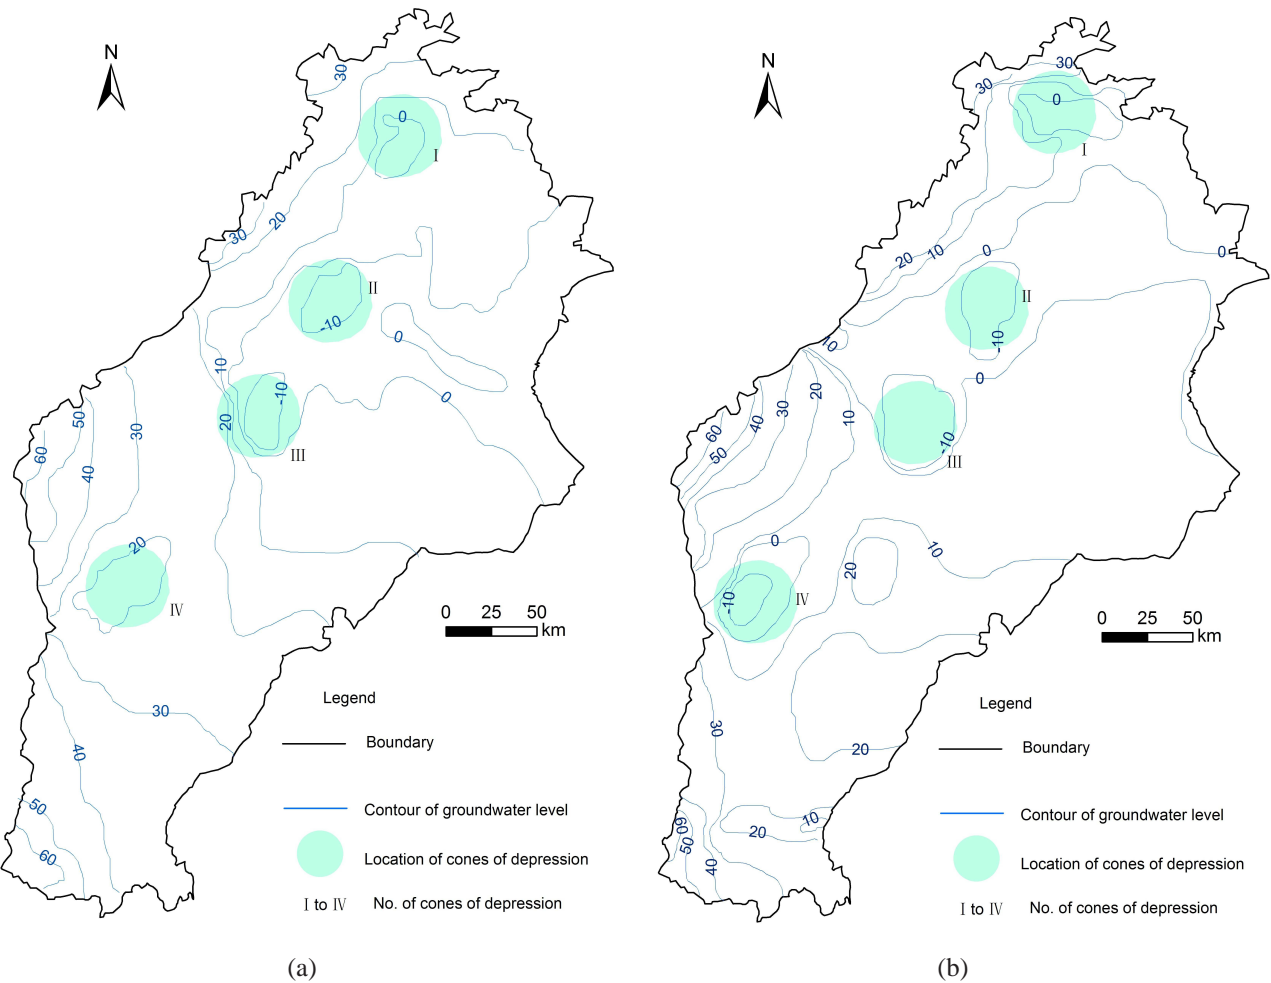 N
30
0
I
20
30
II
-10
0
10
-10
0
20
III
50
60
30
40
20
IV
0 25 50
km
30
40
50
60
Legend
Boundary
Contour of groundwater level
Location of cones of depression
I to IV No. of cones of depression
(a)
N
30
30
0
I
20
10
0
0
II
-10
10
0
60
50
40
30
20
10
-10
III
0
10
20
-10
IV
0 25 50
km
30
20
60
50
40
20
10
Legend
Boundary
Contour of groundwater level
Location of cones of depression
I to IV No. of cones of depression
(b)